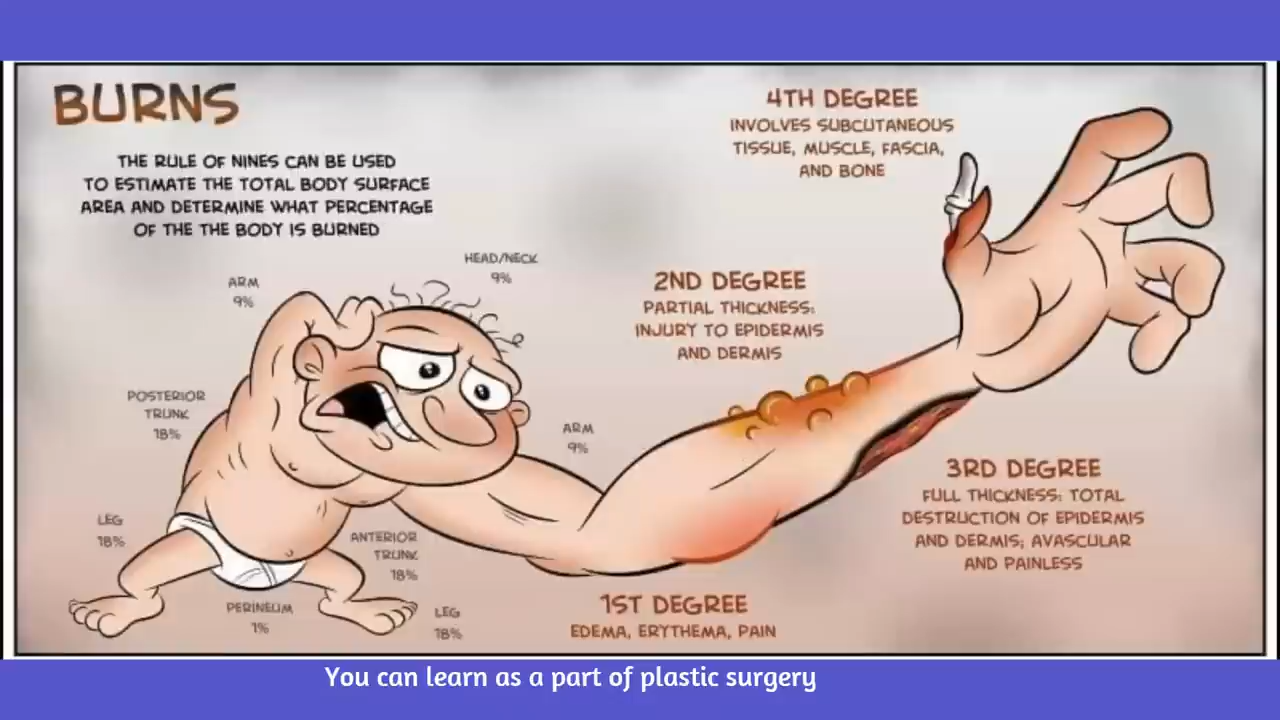 BURNS
THE RULE OF NINES CAN BE USED
TO ESTIMATE THE TOTAL BODY SURFACE
AREA AND DETERMINE WHAT PERCENTAGE
OF THE THE BODY IS BURNED
HEAD/NECK
9%
ARM
9%
POSTERIOR
TRUNK
18%
ARM
9%
LEG
18%
ANTERIOR
TRUNK
18%
PERINEUM
1%
LEG
18%
4TH DEGREE
INVOLVES SUBCUTANEOUS
TISSUE, MUSCLE, FASCIA,
AND BONE
2ND DEGREE
PARTIAL THICKNESS:
INJURY TO EPIDERMIS
AND DERMIS
3RD DEGREE
FULL THICKNESS: TOTAL
DESTRUCTION OF EPIDERMIS
AND DERMIS; AVASCULAR
AND PAINLESS
1ST DEGREE
EDEMA, ERYTHEMA, PAIN
You can learn as a part of plastic surgery